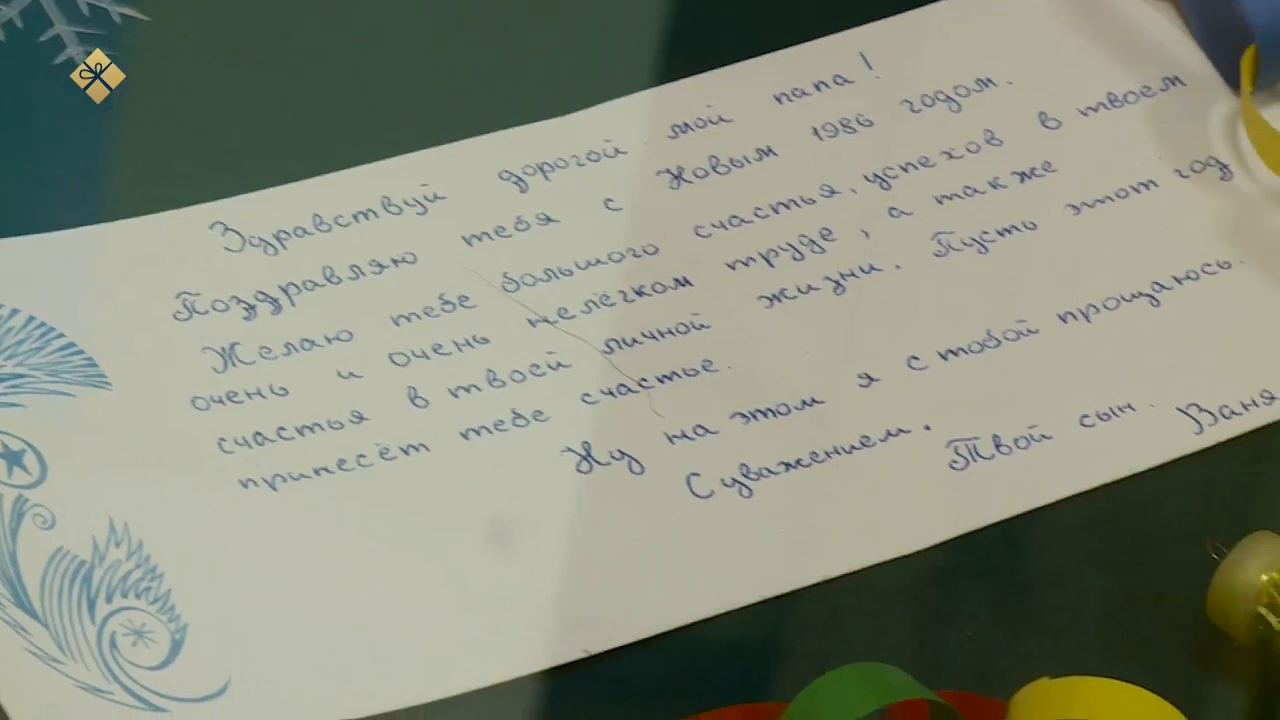 Здравствуй дорогой мой папа!
Поздравляю тебя с Новым 1986 годом.
Желаю тебе большого счастья, успехов в твоем
очень и очень нелёгком труде, а также
счастья в твоей личной жизни. Пусть этот год
принесёт тебе счастье.
Ну на этом я с тобой прощаюсь.
С уважением. Твой сын. Ваня